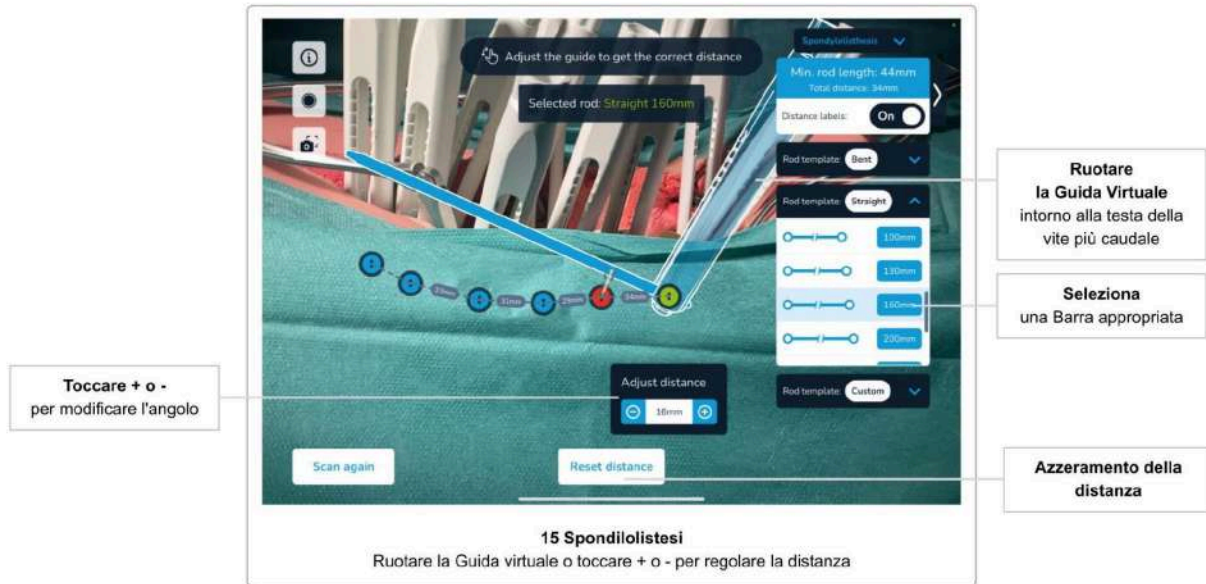 Spondylolisthesis
Adjust the guide to get the correct distance
Min. rod length: 44mm
Total distance: 34mm
Selected rod: Straight 160mm
Distance labels: On
Rod template: Bent
Rod template: Straight
100mm
130mm
160mm
200mm
Rod template: Custom
23mm
31mm
29mm
34mm
Adjust distance
16mm
Scan again
Reset distance
Ruotare
la Guida Virtuale
intorno alla testa della
vite più caudale
Seleziona
una Barra appropriata
Toccare + o -
per modificare l'angolo
Azzeramento della
distanza
15 Spondilolistesi
Ruotare la Guida virtuale o toccare + o - per regolare la distanza